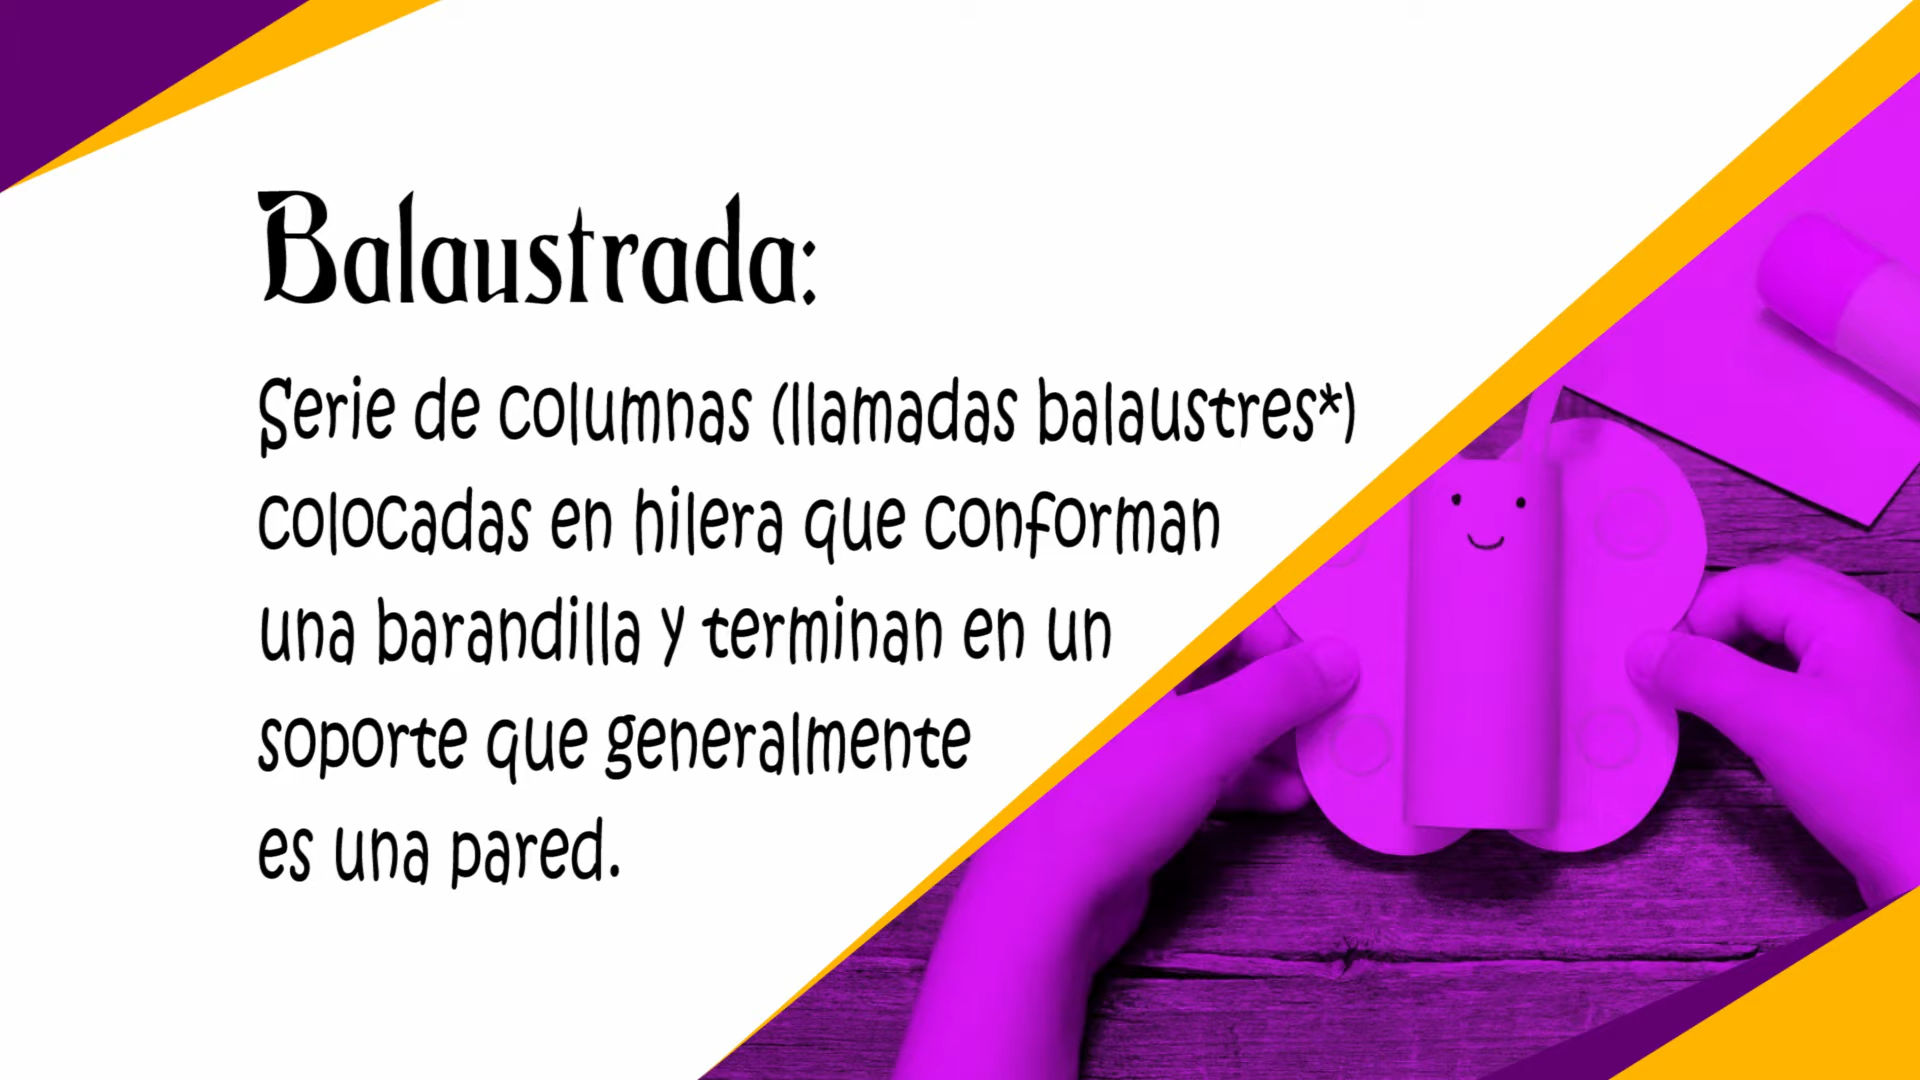 Balaustrada:
Serie de columnas (llamadas balaustres*)
colocadas en hilera que conforman
una barandilla y terminan en un
soporte que generalmente
es una pared.